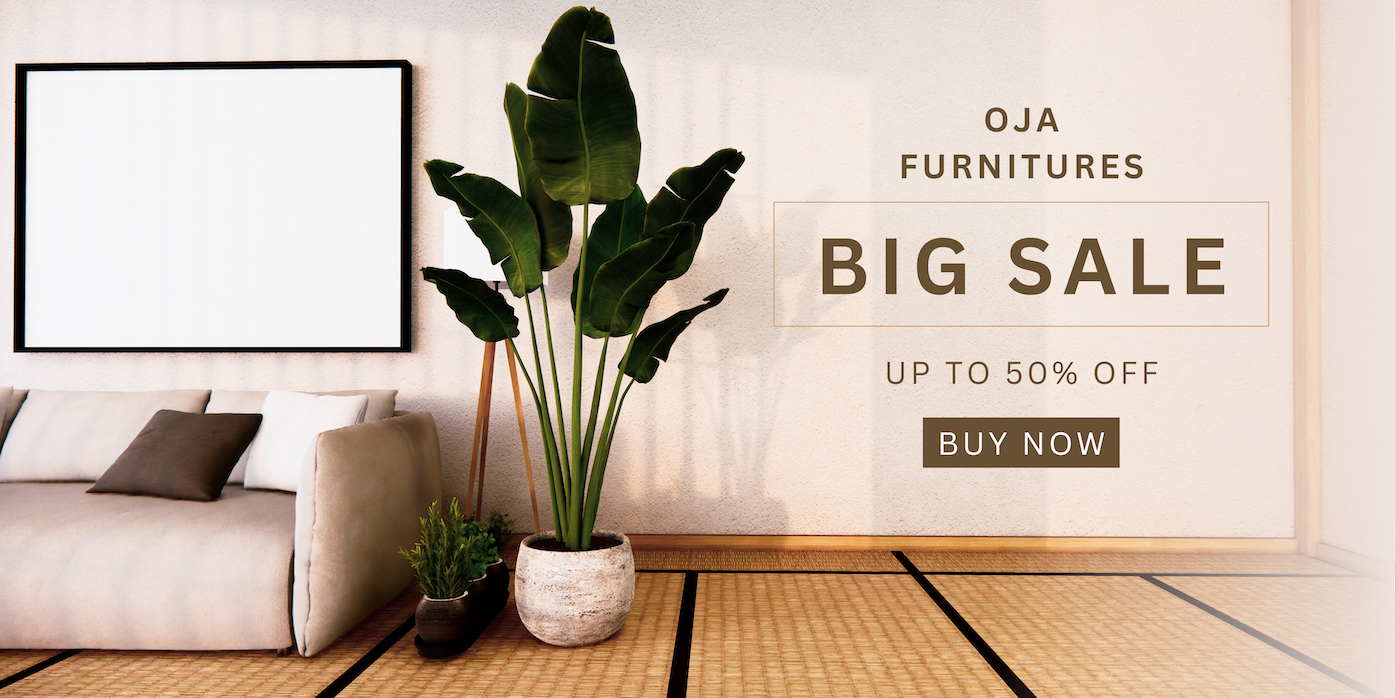 OJA
FURNITURES
BIG SALE
UP TO 50% OFF
BUY NOW